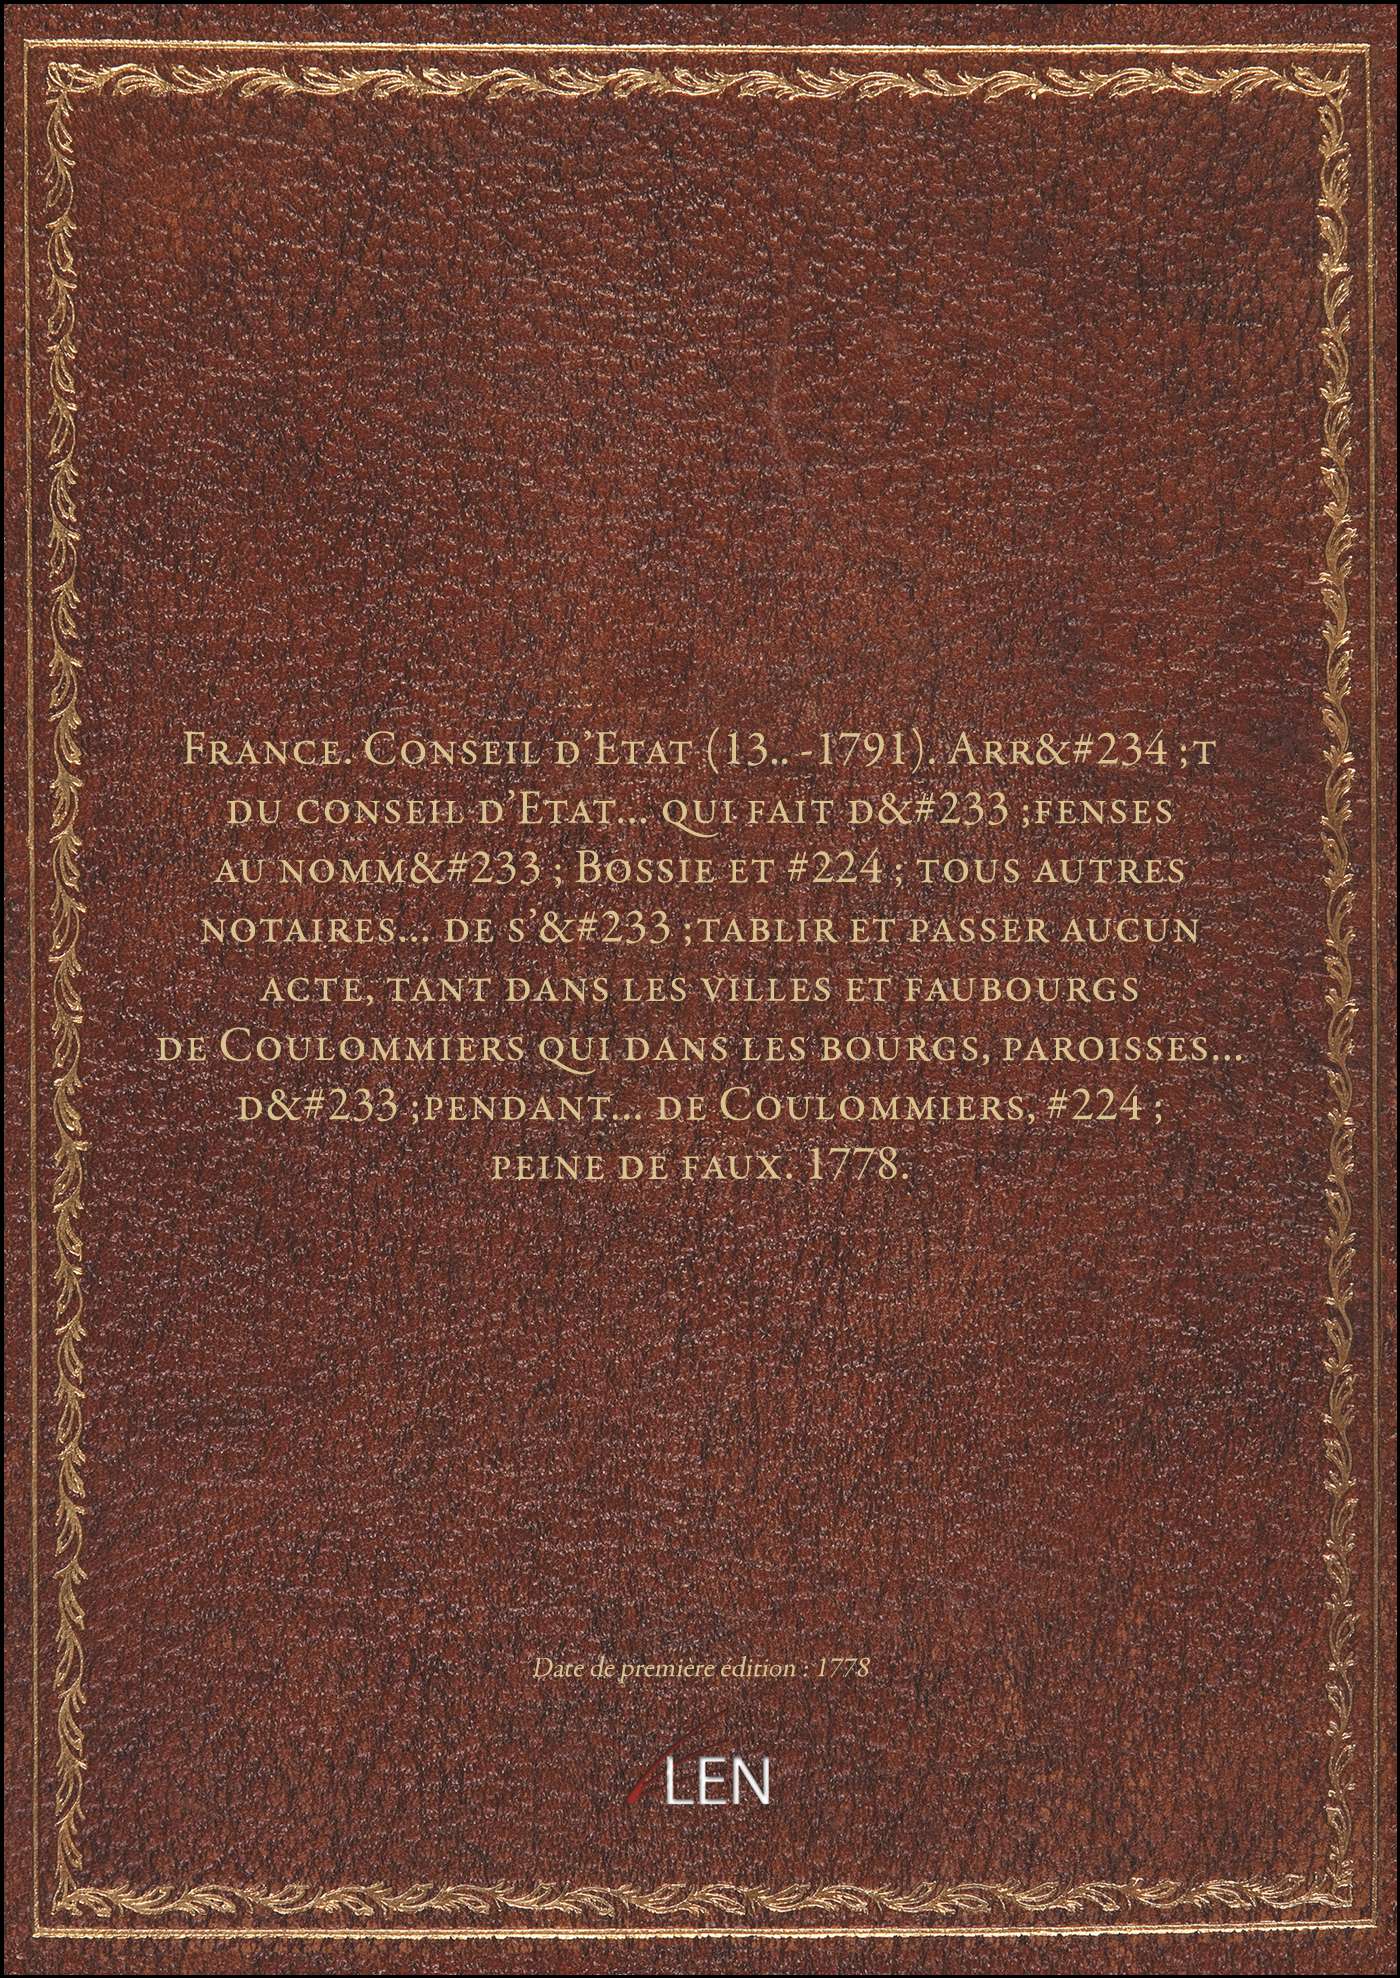 France. Conseil d’Etat (13.. -1791). Arr&#234 ;t
du conseil d’Etat... qui fait d&#233 ;fenses
au nomm&#233 ; Bossie et #224 ; tous autres
notaires... de s’&#233 ;tablir et passer aucun
acte, tant dans les villes et faubourgs
de Coulommiers qui dans les bourgs, paroisses...
d&#233 ;pendant... de Coulommiers, #224 ;
peine de faux. 1778.
Date de première édition : 1778
LEN